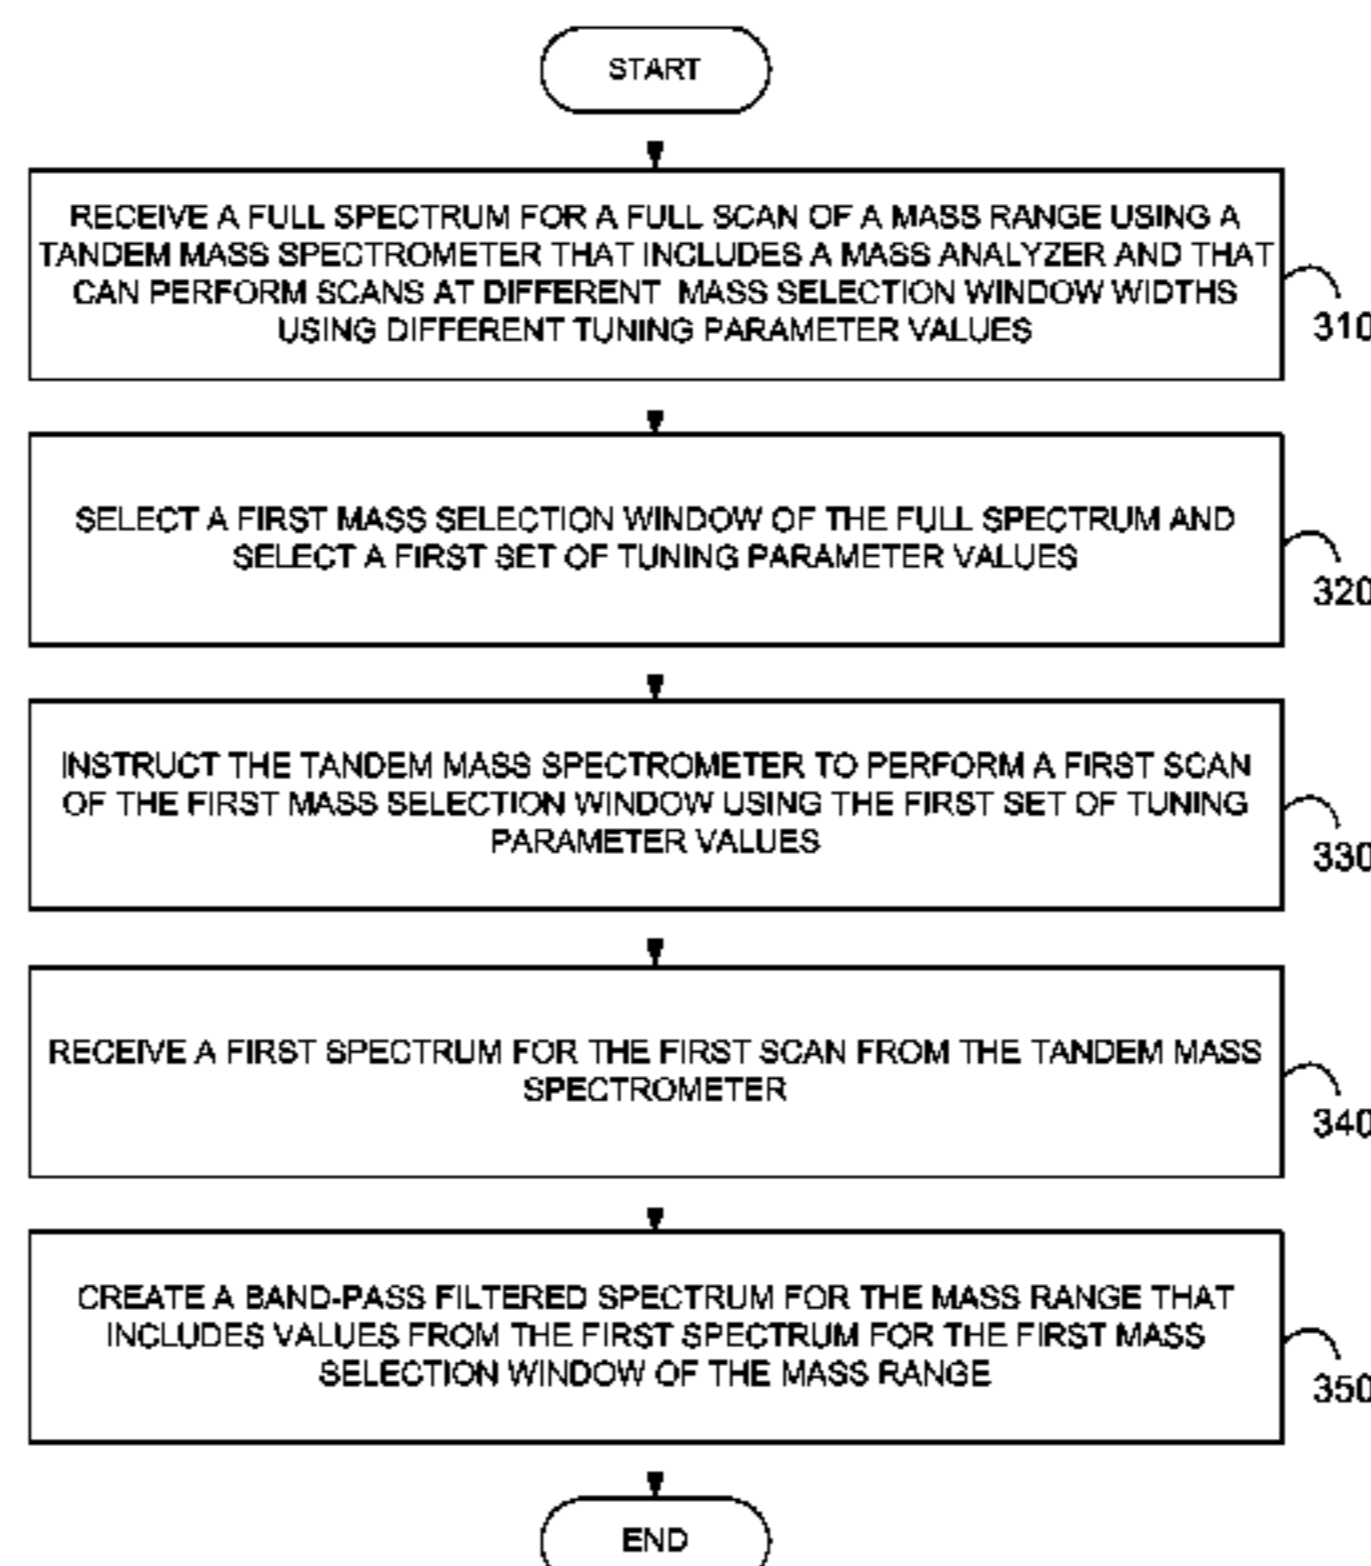 START
RECEIVE A FULL SPECTRUM FOR A FULL SCAN OF A MASS RANGE USING A
TANDEM MASS SPECTROMETER THAT INCLUDES A MASS ANALYZER AND THAT
CAN PERFORM SCANS AT DIFFERENT MASS SELECTION WINDOW WIDTHS
USING DIFFERENT TUNING PARAMETER VALUES
310
SELECT A FIRST MASS SELECTION WINDOW OF THE FULL SPECTRUM AND
SELECT A FIRST SET OF TUNING PARAMETER VALUES
320
INSTRUCT THE TANDEM MASS SPECTROMETER TO PERFORM A FIRST SCAN
OF THE FIRST MASS SELECTION WINDOW USING THE FIRST SET OF TUNING
PARAMETER VALUES
330
RECEIVE A FIRST SPECTRUM FOR THE FIRST SCAN FROM THE TANDEM MASS
SPECTROMETER
340
CREATE A BAND-PASS FILTERED SPECTRUM FOR THE MASS RANGE THAT
INCLUDES VALUES FROM THE FIRST SPECTRUM FOR THE FIRST MASS
SELECTION WINDOW OF THE MASS RANGE
350
END